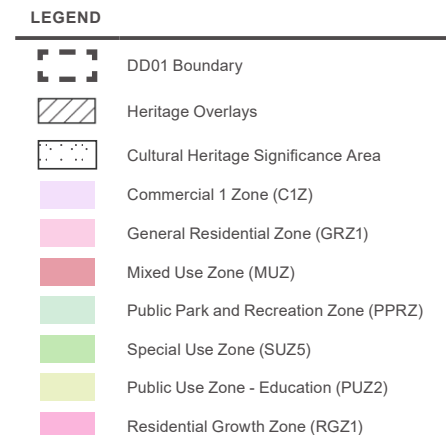 LEGEND
DD01 Boundary
Heritage Overlays
Cultural Heritage Significance Area
Commercial 1 Zone (C1Z)
General Residential Zone (GRZ1)
Mixed Use Zone (MUZ)
Public Park and Recreation Zone (PPRZ)
Special Use Zone (SUZ5)
Public Use Zone - Education (PUZ2)
Residential Growth Zone (RGZ1)